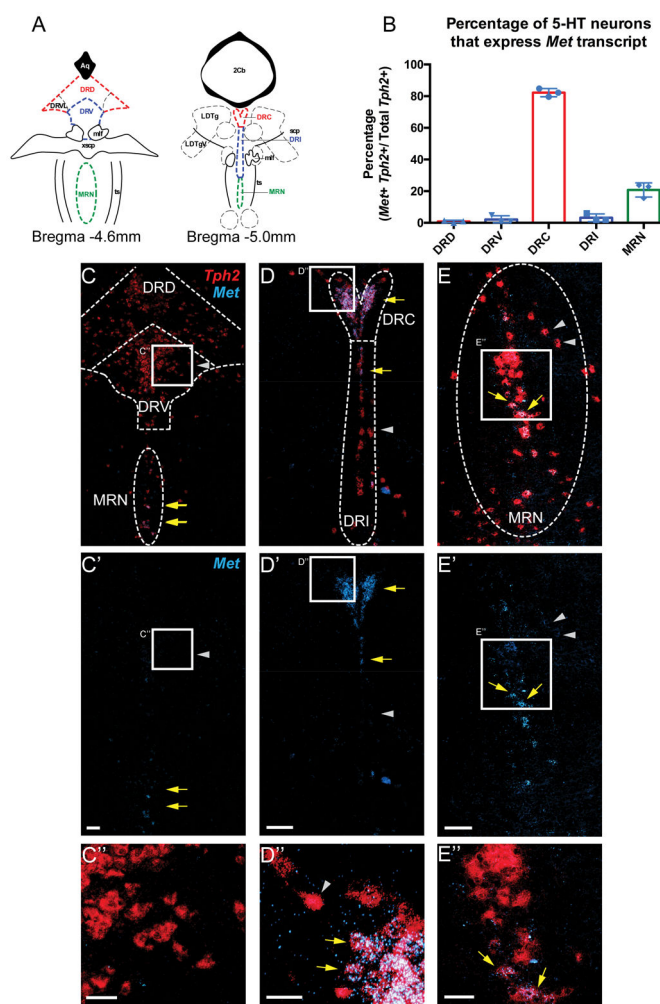 A
Aq
DRD
DRVL
DRV
mlf
xscp
MRN
ts
Bregma -4.6mm
2Cb
LDTg
DRC
scp
LDTgV
DRI
mlf
ts
MRN
Bregma -5.0mm
B
Percentage of 5-HT neurons
that express Met transcript
Percentage
(Met+ Tph2+/ Total Tph2+)
100
80
60
40
20
0
DRD
DRV
DRC
DRI
MRN
C
Tph2
Met
DRD
C''
DRV
MRN
D
D''
DRC
DRI
E
E''
MRN
C'
Met
C''
D'
D''
E'
E''
C''
D''
E''